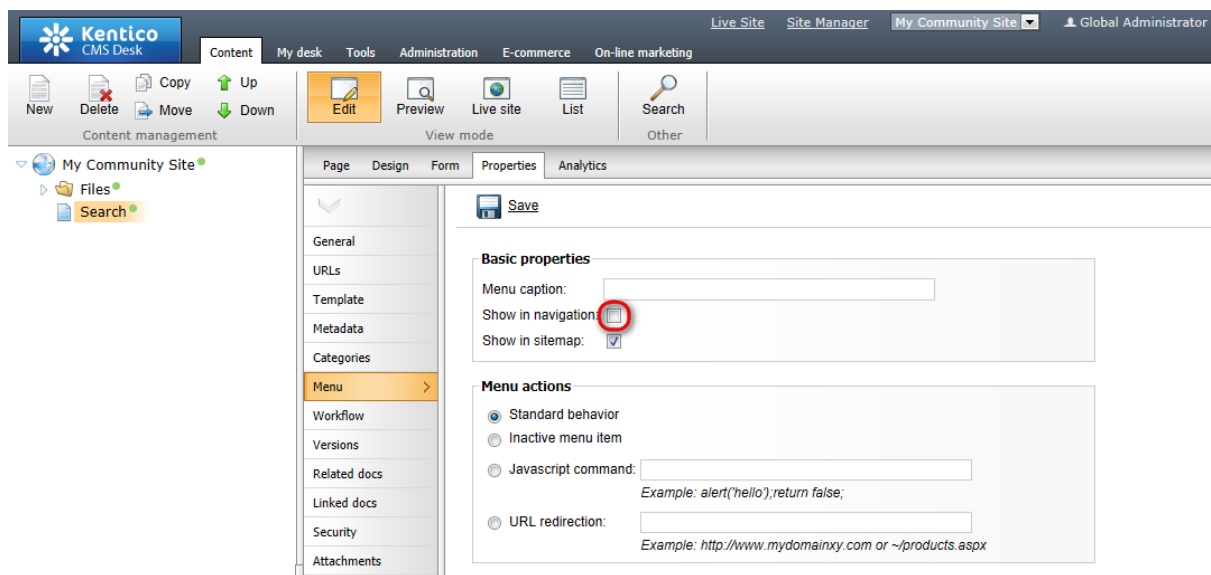 Live Site Site Manager My Community Site Global Administrator
Kentico
CMS Desk
Content My desk Tools Administration E-commerce On-line marketing
New Delete Copy Move Up Down
Content management
Edit Preview Live site List
View mode
Search
Other
My Community Site
Files
Search
Page Design Form Properties Analytics
General
URLs
Template
Metadata
Categories
Menu >
Workflow
Versions
Related docs
Linked docs
Security
Attachments
Save
Basic properties
Menu caption:
Show in navigation:
Show in sitemap:
Menu actions
Standard behavior
Inactive menu item
Javascript command:
Example: alert('hello');return false;
URL redirection:
Example: http://www.mydomainxy.com or ~/products.aspx